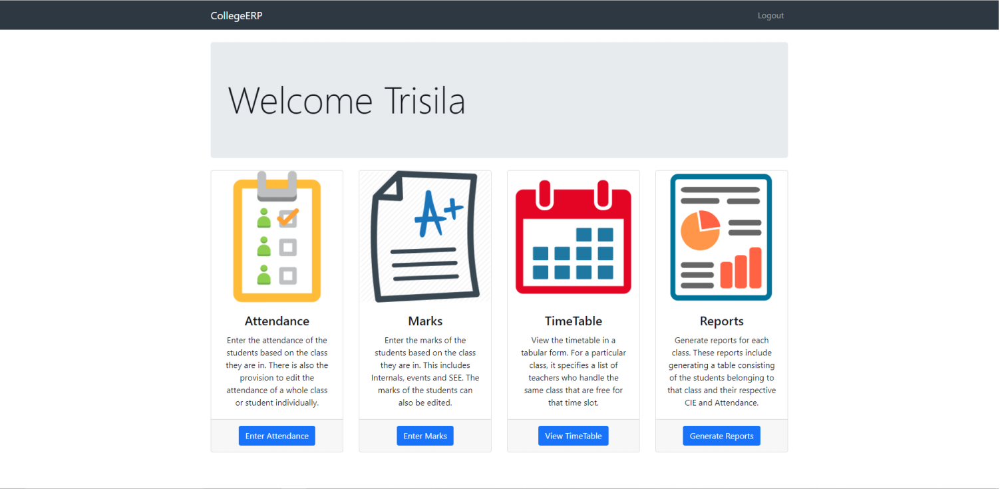 CollegeERP
Logout
Welcome Trisila
A+
Attendance
Enter the attendance of the
students based on the class
they are in. There is also the
provision to edit the
attendance of a whole class
or student individually.
Enter Attendance
Marks
Enter the marks of the
students based on the class
they are in. This includes
Internals, events and SEE. The
marks of the students can
also be edited.
Enter Marks
TimeTable
View the timetable in a
tabular form. For a particular
class, it specifies a list of
teachers who handle the
same class that are free for
that time slot.
View TimeTable
Reports
Generate reports for each
class. These reports include
generating a table consisting
of the students belonging to
that class and their respective
CIE and Attendance.
Generate Reports